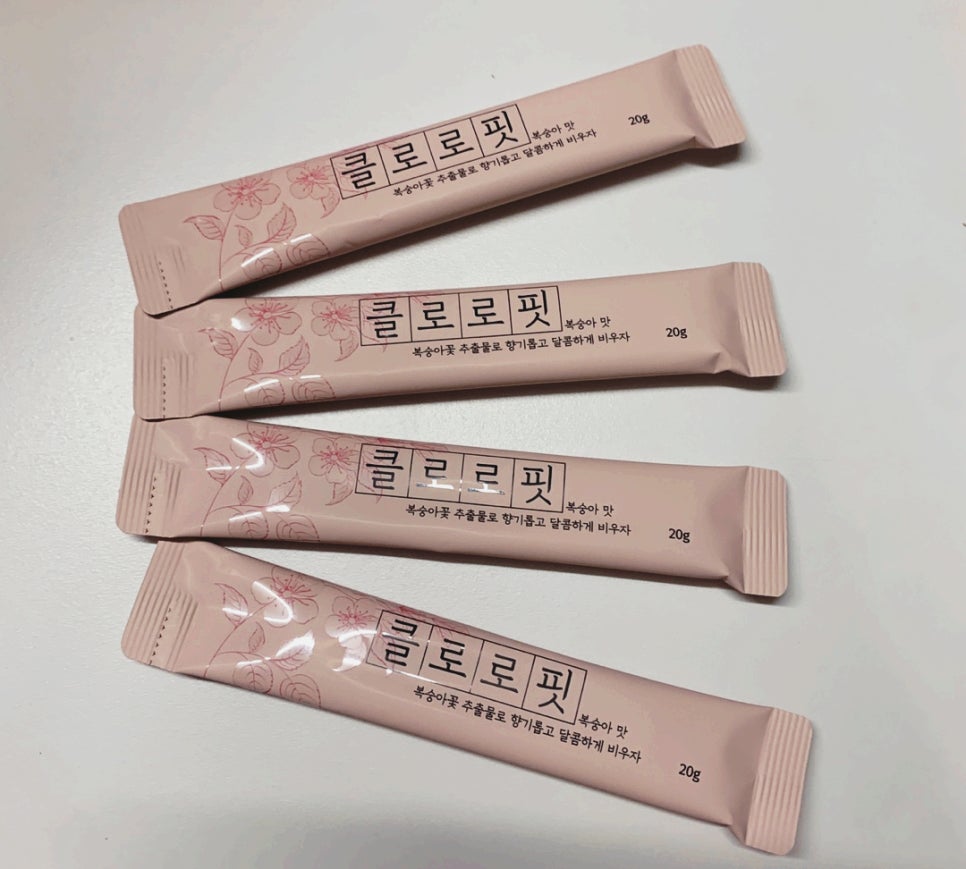 클로로핏
복숭아 맛
복숭아꽃 추출물로 향기롭고 달콤하게 비우자
20g
클로로핏
복숭아 맛
복숭아꽃 추출물로 향기롭고 달콤하게 비우자
20g
클로로핏
복숭아 맛
복숭아꽃 추출물로 향기롭고 달콤하게 비우자
20g
클토로핏
복숭아 맛
복숭아꽃 추출물로 향기롭고 달콤하게 비우자
20g